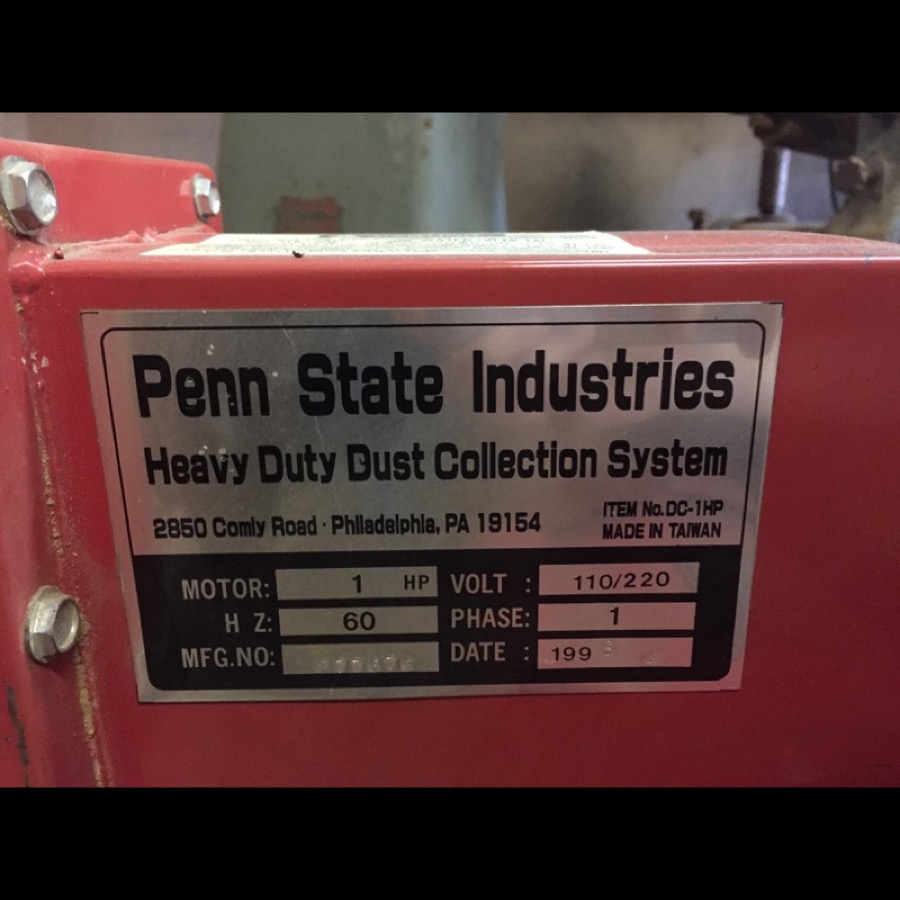 Penn State Industries
Heavy Duty Dust Collection System
2850 Comly Road · Philadelphia, PA 19154
ITEM No. DC-1HP
MADE IN TAIWAN
MOTOR: 1 HP VOLT : 110/220
H Z: 60 PHASE: 1
MFG.NO: DATE : 199